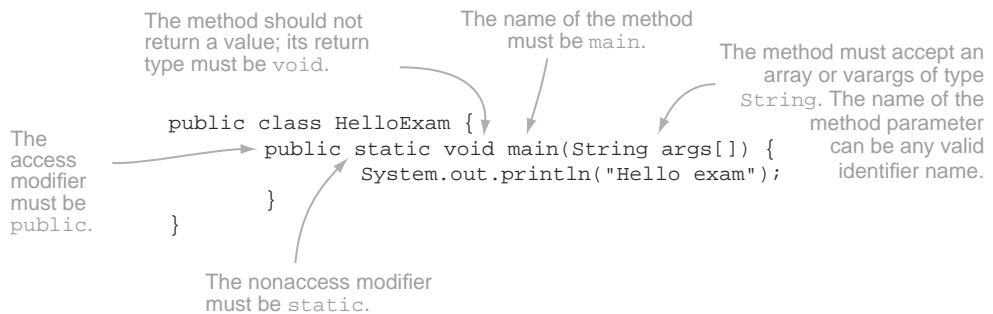 The method should not
return a value; its return
type must be void.
The name of the method
must be main.
The method must accept an
array or varargs of type
String. The name of the
method parameter
can be any valid
identifier name.
The
access
modifier
must be
public.
public class HelloExam {
public static void main(String args[]) {
System.out.println("Hello exam");
}
}
The nonaccess modifier
must be static.